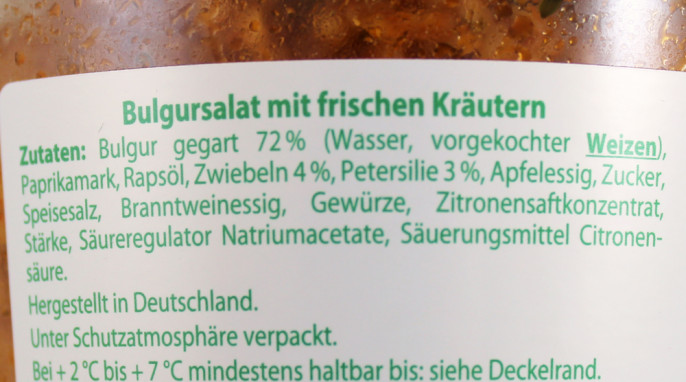 Bulgursalat mit frischen Kräutern
Zutaten: Bulgur gegart 72 % (Wasser, vorgekochter Weizen),
Paprikamark, Rapsöl, Zwiebeln 4 %, Petersilie 3 %, Apfelessig, Zucker,
Speisesalz, Branntweinessig, Gewürze, Zitronensaftkonzentrat,
Stärke, Säureregulator Natriumacetate, Säuerungsmittel Citronen-
säure.
Hergestellt in Deutschland.
Unter Schutzatmosphäre verpackt.
Bei + 2 °C bis + 7 °C mindestens haltbar bis: siehe Deckelrand.